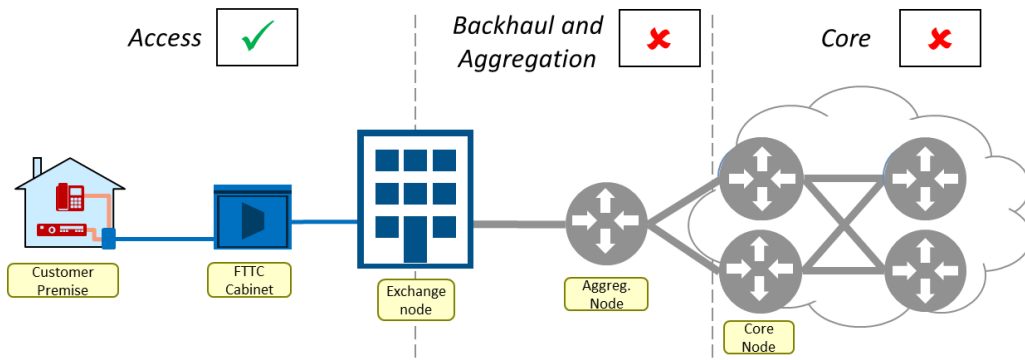 Access
Backhaul and
Aggregation
Core
Customer
Premise
FTTC
Cabinet
Exchange
node
Aggreg.
Node
Core
Node